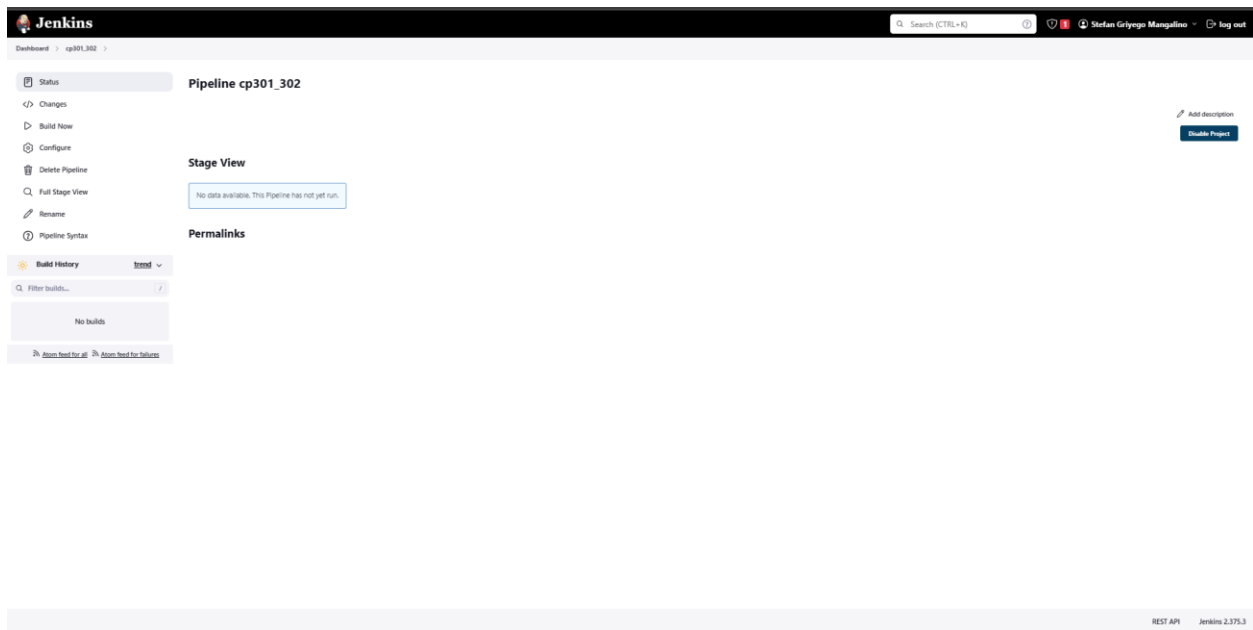 Jenkins
Search (CTRL+K)
1
Stefan Griyego Mangalino
log out
Dashboard > cp301_302 >
Status
Changes
Build Now
Configure
Delete Pipeline
Full Stage View
Rename
Pipeline Syntax
Build History
trend
Filter builds...
/
No builds
Atom feed for all Atom feed for failures
Pipeline cp301_302
Add description
Disable Project
Stage View
No data available. This Pipeline has not yet run.
Permalinks
REST API Jenkins 2.375.3